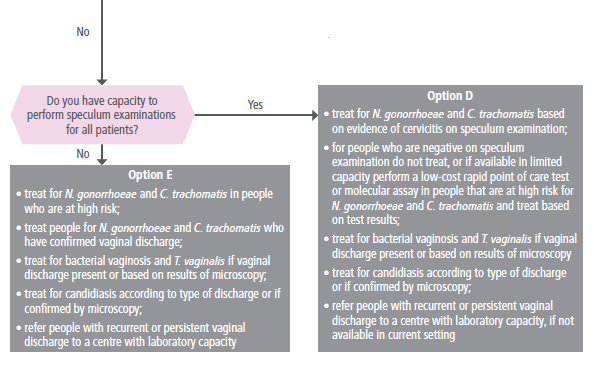 No
Do you have capacity to
perform speculum examinations
for all patients?
Yes
No
Option E
• treat for N. gonorrhoeae and C. trachomatis in people
who are at high risk;
• treat people for N. gonorrhoeae and C. trachomatis who
have confirmed vaginal discharge;
• treat for bacterial vaginosis and T. vaginalis if vaginal
discharge present or based on results of microscopy;
• treat for candidiasis according to type of discharge or if
confirmed by microscopy;
• refer people with recurrent or persistent vaginal
discharge to a centre with laboratory capacity
Option D
• treat for N. gonorrhoeae and C. trachomatis based
on evidence of cervicitis on speculum examination;
• for people who are negative on speculum
examination do not treat, or if available in limited
capacity perform a low-cost rapid point of care test
or molecular assay in people that are at high risk for
N. gonorrhoeae and C. trachomatis and treat based
on test results;
• treat for bacterial vaginosis and T. vaginalis if vaginal
discharge present or based on results of microscopy
• treat for candidiasis according to type of discharge
or if confirmed by microscopy;
• refer people with recurrent or persistent vaginal
discharge to a centre with laboratory capacity, if not
available in current setting